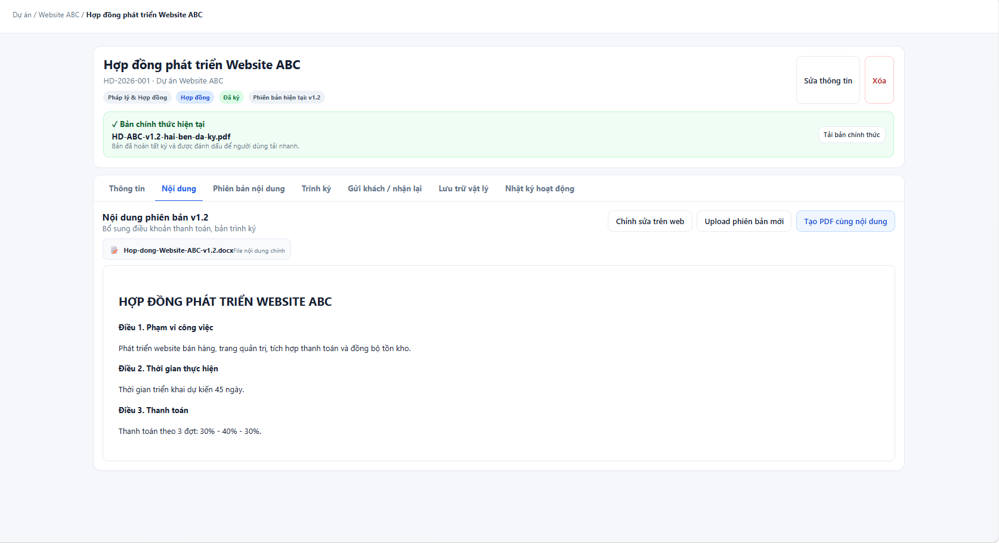 Dự án / Website ABC / Hợp đồng phát triển Website ABC
Hợp đồng phát triển Website ABC
HD-2026-001 · Dự án Website ABC
Pháp lý & Hợp đồng Hợp đồng Đã ký Phiên bản hiện tại: v1.2
Sửa thông tin Xóa
✓ Bản chính thức hiện tại
HD-ABC-v1.2-hai-ben-da-ky.pdf
Bản đã hoàn tất ký và được đánh dấu để người dùng tải nhanh.
Tải bản chính thức
Thông tin Nội dung Phiên bản nội dung Trình ký Gửi khách / nhận lại Lưu trữ vật lý Nhật ký hoạt động
Nội dung phiên bản v1.2
Bổ sung điều khoản thanh toán, bản trình ký
Chỉnh sửa trên web Upload phiên bản mới Tạo PDF cùng nội dung
Hop-dong-Website-ABC-v1.2.docxFile nội dung chính
HỢP ĐỒNG PHÁT TRIỂN WEBSITE ABC
Điều 1. Phạm vi công việc
Phát triển website bán hàng, trang quản trị, tích hợp thanh toán và đồng bộ tồn kho.
Điều 2. Thời gian thực hiện
Thời gian triển khai dự kiến 45 ngày.
Điều 3. Thanh toán
Thanh toán theo 3 đợt: 30% - 40% - 30%.